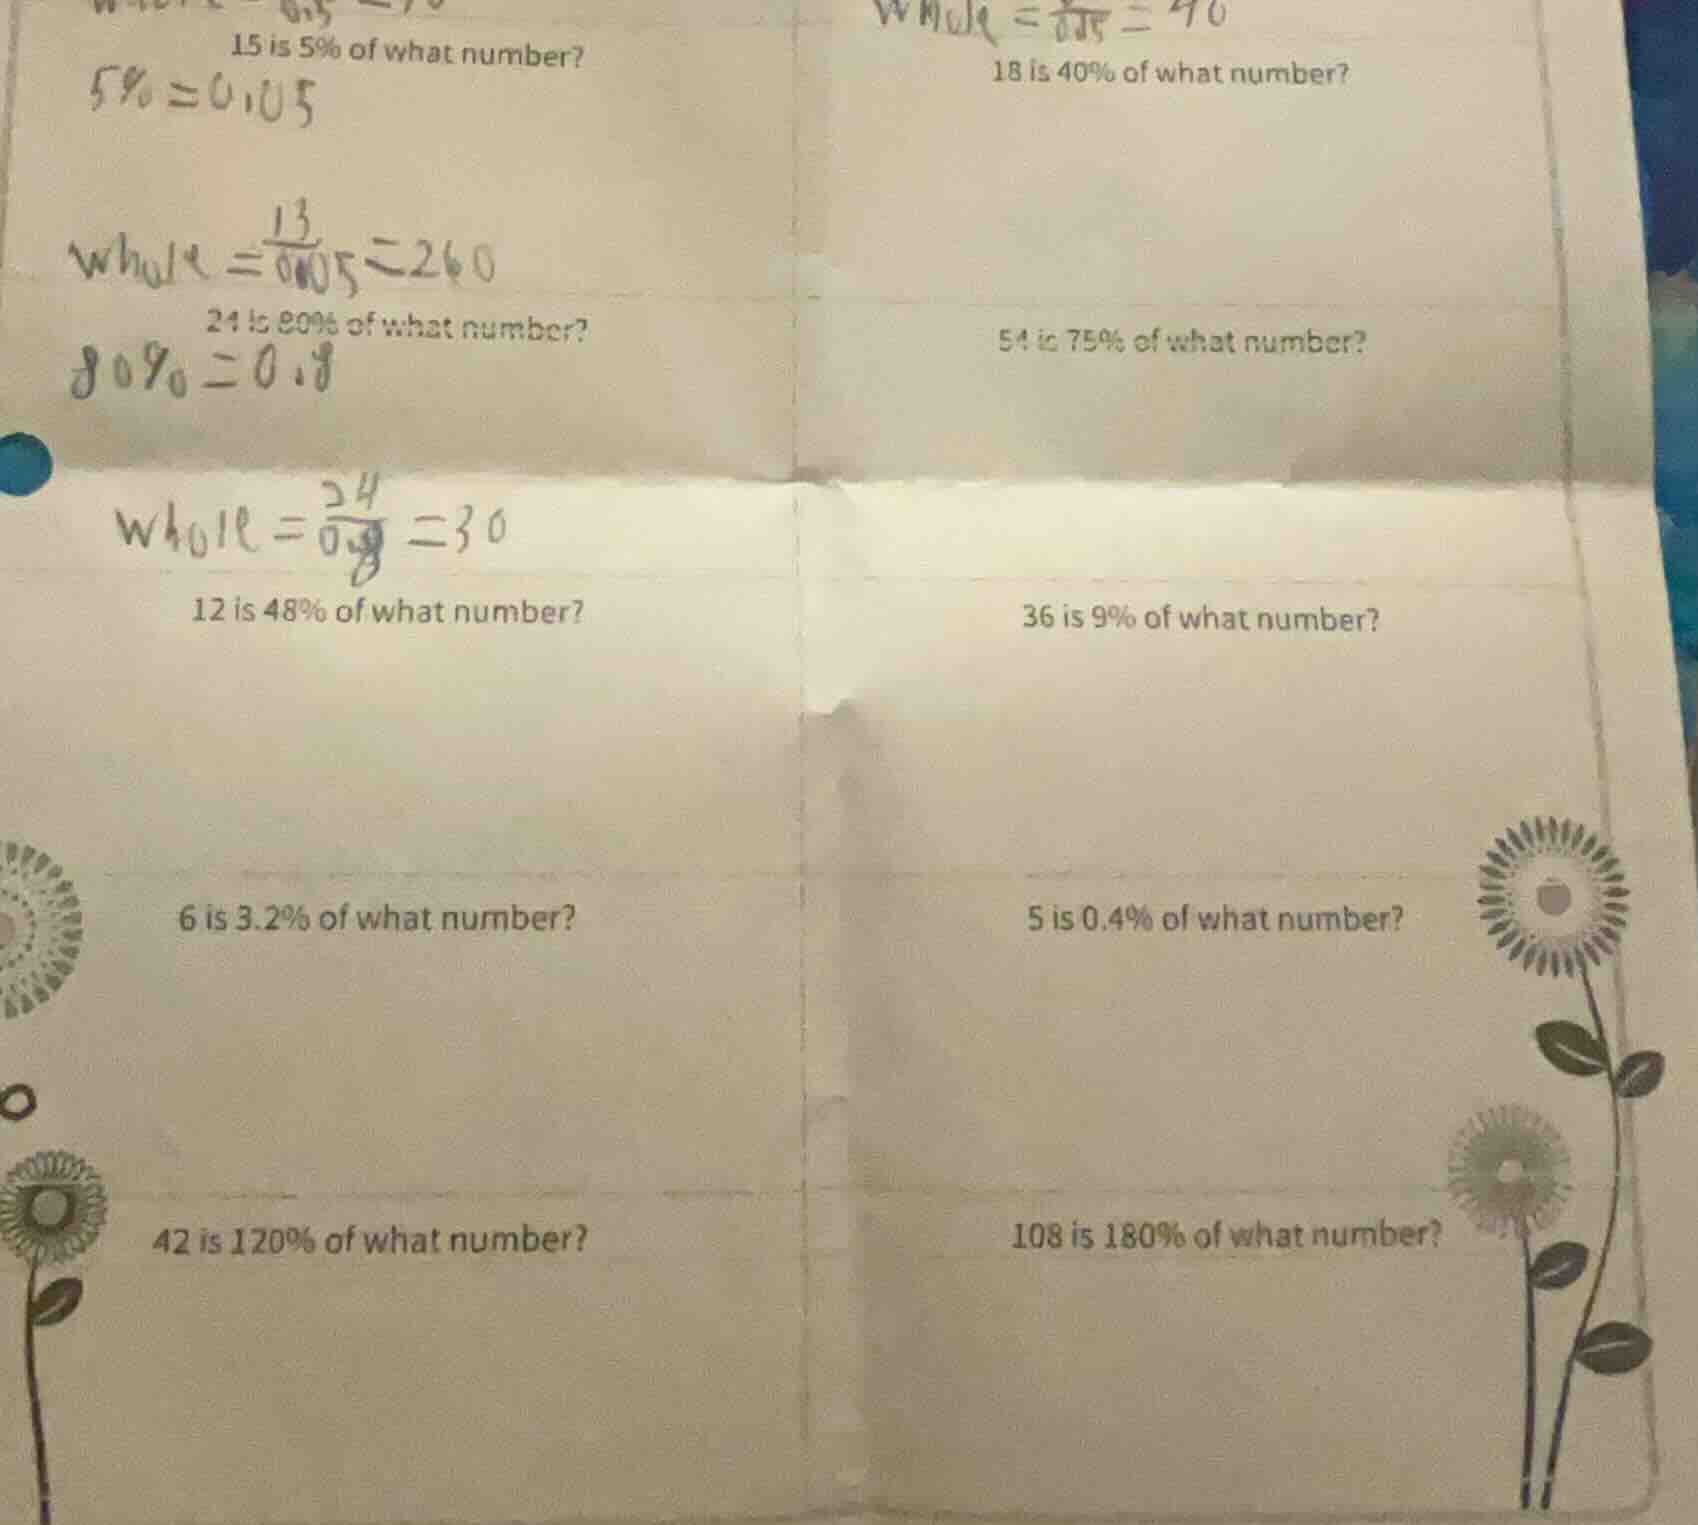 15 is 5% of what number?
5% = 0.05
whole = 13/0.05 = 260
18 is 40% of what number?
24 is 80% of what number?
80% = 0.8
whole = 24/0.8 = 30
54 is 75% of what number?
12 is 48% of what number?
36 is 9% of what number?
6 is 3.2% of what number?
5 is 0.4% of what number?
42 is 120% of what number?
108 is 180% of what number?